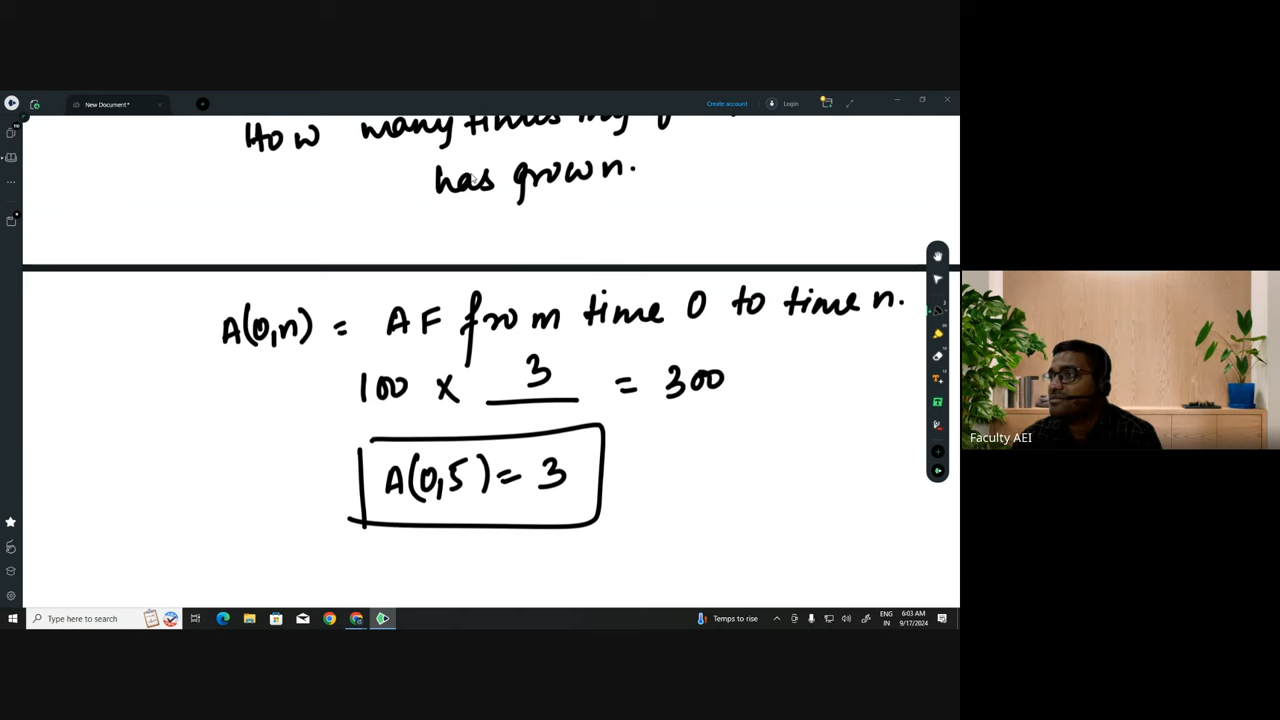 New Document*
Create account
Login
How many times my
has grown.
A(0,n) = AF from time 0 to time n.
100 x 3 = 300
A(0,5) = 3
Faculty AEI
Type here to search
Temps to rise
ENG
IN
6:03 AM
9/17/2024